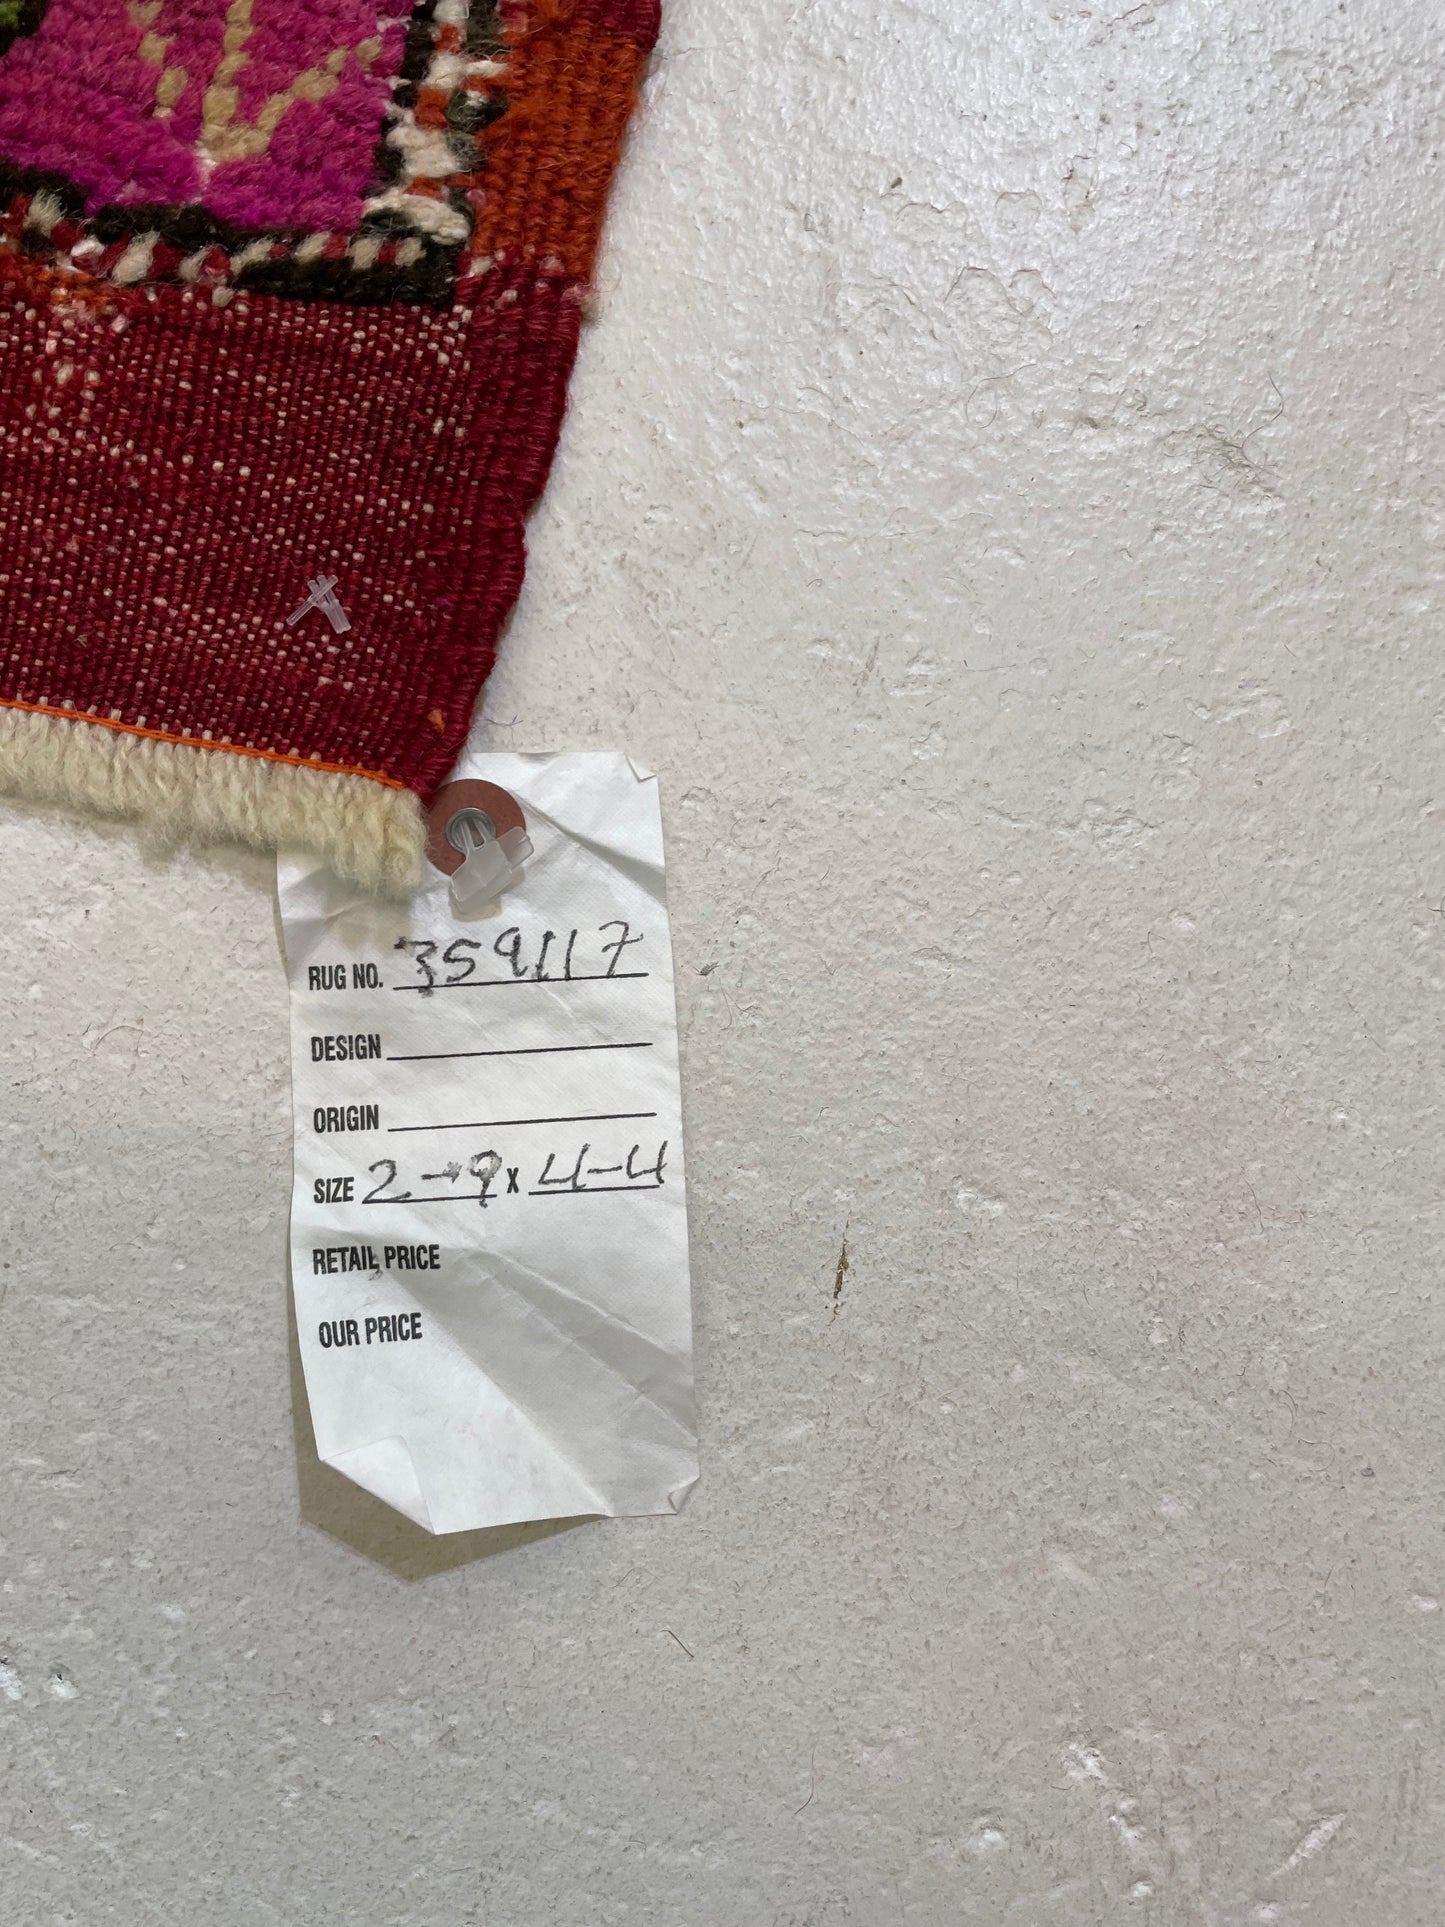 RUG NO. 359117
DESIGN
ORIGIN
SIZE 2-9 x 4-4
RETAIL PRICE
OUR PRICE